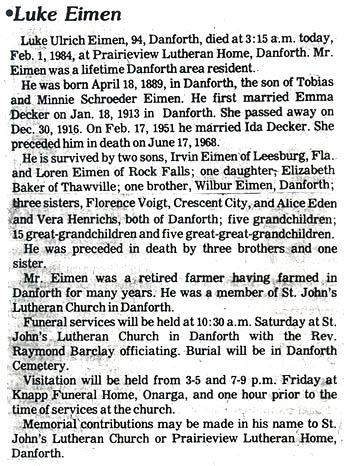 •Luke Eimen
Luke Ulrich Eimen, 94, Danforth, died at 3:15 a.m. today,
Feb. 1, 1984, at Prairieview Lutheran Home, Danforth. Mr.
Eimen was a lifetime Danforth area resident.
He was born April 18, 1889, in Danforth, the son of Tobias
and Minnie Schroeder Eimen. He first married Emma
Decker on Jan. 18, 1913 in Danforth. She passed away on
Dec. 30, 1916. On Feb. 17, 1951 he married Ida Decker. She
preceded him in death on June 17, 1968.
He is survived by two sons, Irvin Eimen of Leesburg, Fla.
and Loren Eimen of Rock Falls; one daughter, Elizabeth
Baker of Thawville; one brother, Wilbur Eimen, Danforth;
three sisters, Florence Voigt, Crescent City, and Alice Eden
and Vera Henrichs, both of Danforth; five grandchildren;
15 great-grandchildren and five great-great-grandchildren.
He was preceded in death by three brothers and one
sister.
Mr. Eimen was a retired farmer having farmed in
Danforth for many years. He was a member of St. John's
Lutheran Church in Danforth.
Funeral services will be held at 10:30 a.m. Saturday at St.
John's Lutheran Church in Danforth with the Rev.
Raymond Barclay officiating. Burial will be in Danforth
Cemetery.
Visitation will be held from 3-5 and 7-9 p.m. Friday at
Knapp Funeral Home, Onarga, and one hour prior to the
time of services at the church.
Memorial contributions may be made in his name to St.
John's Lutheran Church or Prairieview Lutheran Home,
Danforth.